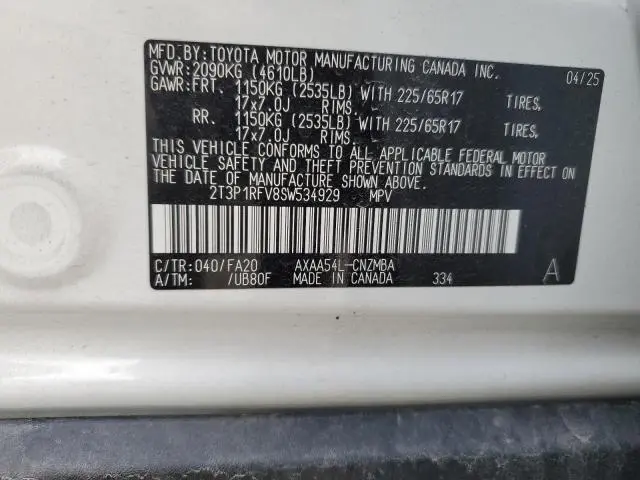 MFD. BY: TOYOTA MOTOR MANUFACTURING CANADA INC. 04/25
GVWR: 2090KG (4610LB)
GAWR: FRT. 1150KG (2535LB) WITH 225/65R17 TIRES,
17x7.0J RIMS,
RR. 1150KG (2535LB) WITH 225/65R17 TIRES,
17x7.0J RIMS,
THIS VEHICLE CONFORMS TO ALL APPLICABLE FEDERAL MOTOR
VEHICLE SAFETY AND THEFT PREVENTION STANDARDS IN
EFFECT ON THE DATE OF MANUFACTURE SHOWN ABOVE.
2T3P1RFV8SW534929 MPV
C/TR: 040/FA20 AXAA54L-CNZMBA A
A/TM: /UB80F MADE IN CANADA 334